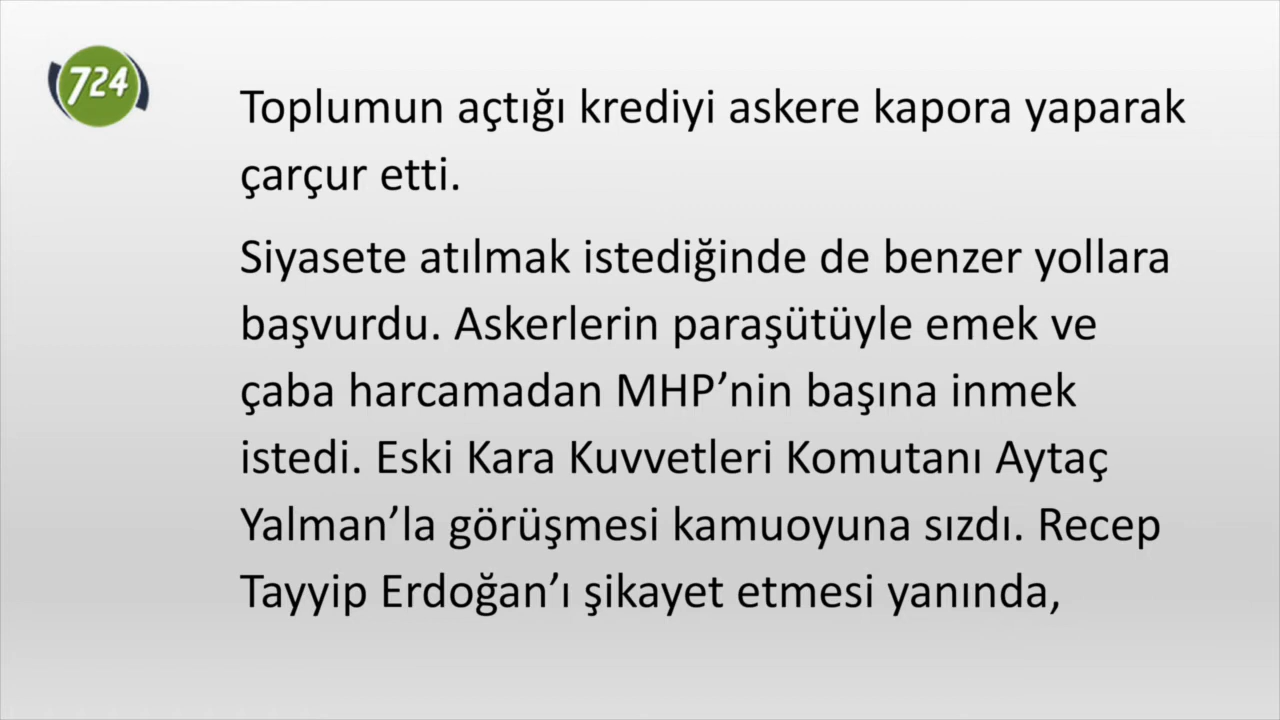 724
Toplumun açtığı krediyi askere kapora yaparak
çarçur etti.
Siyasete atılmak istediğinde de benzer yollara
başvurdu. Askerlerin paraşütüyle emek ve
çaba harcamadan MHP’nin başına inmek
istedi. Eski Kara Kuvvetleri Komutanı Aytaç
Yalman’la görüşmesi kamuoyuna sızdı. Recep
Tayyip Erdoğan’ı şikayet etmesi yanında,